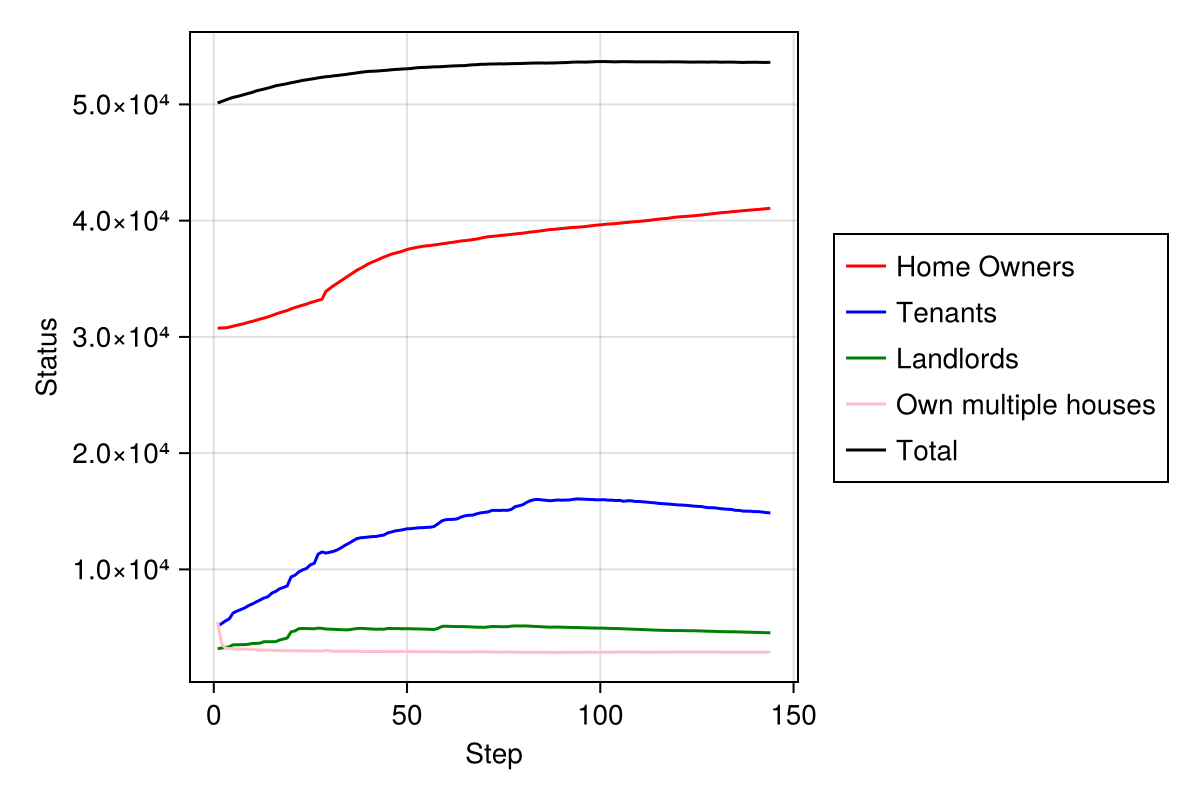 5.0×10⁴
4.0×10⁴
3.0×10⁴
2.0×10⁴
1.0×10⁴
Status
0
50
100
150
Step
Home Owners
Tenants
Landlords
Own multiple houses
Total